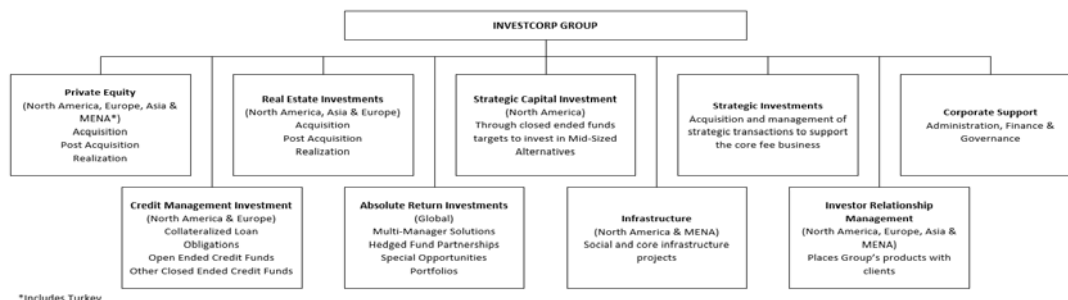 INVESTCORP GROUP
Private Equity
(North America, Europe, Asia &
MENA*)
Acquisition
Post Acquisition
Realization
Real Estate Investments
(North America, Asia & Europe)
Acquisition
Post Acquisition
Realization
Strategic Capital Investment
(North America)
Through closed ended funds
targets to invest in Mid-Sized
Alternatives
Strategic Investments
Acquisition and management of
strategic transactions to support
the core fee business
Corporate Support
Administration, Finance &
Governance
Credit Management Investment
(North America & Europe)
Collateralized Loan
Obligations
Open Ended Credit Funds
Other Closed Ended Credit Funds
Absolute Return Investments
(Global)
Multi-Manager Solutions
Hedged Fund Partnerships
Special Opportunities
Portfolios
Infrastructure
(North America & MENA)
Social and core infrastructure
projects
Investor Relationship
Management
(North America, Europe, Asia &
MENA)
Places Group's products with
clients
*Includes Turkey